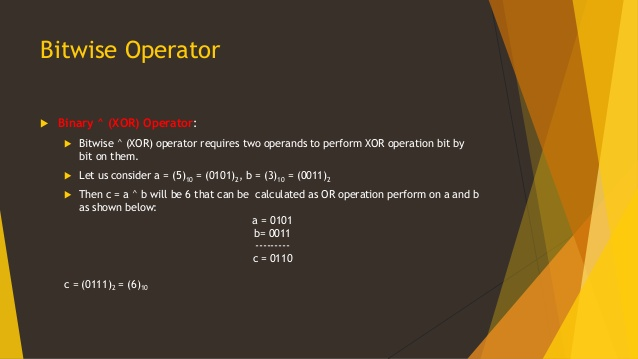 Bitwise Operator
Binary ^ (XOR) Operator:
Bitwise ^ (XOR) operator requires two operands to perform XOR operation bit by
bit on them.
Let us consider a = (5)10 = (0101)2, b = (3)10 = (0011)2
Then c = a ^ b will be 6 that can be calculated as OR operation perform on a and b
as shown below:
a = 0101
b= 0011
---------
c = 0110
c = (0111)2 = (6)10